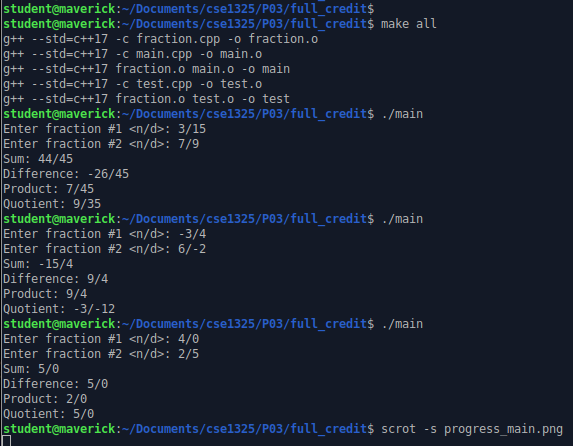 student@maverick:~/Documents/cse1325/P03/full_credit$
student@maverick:~/Documents/cse1325/P03/full_credit$ make all
g++ --std=c++17 -c fraction.cpp -o fraction.o
g++ --std=c++17 -c main.cpp -o main.o
g++ --std=c++17 fraction.o main.o -o main
g++ --std=c++17 -c test.cpp -o test.o
g++ --std=c++17 fraction.o test.o -o test
student@maverick:~/Documents/cse1325/P03/full_credit$ ./main
Enter fraction #1 <n/d>: 3/15
Enter fraction #2 <n/d>: 7/9
Sum: 44/45
Difference: -26/45
Product: 7/45
Quotient: 9/35
student@maverick:~/Documents/cse1325/P03/full_credit$ ./main
Enter fraction #1 <n/d>: -3/4
Enter fraction #2 <n/d>: 6/-2
Sum: -15/4
Difference: 9/4
Product: 9/4
Quotient: -3/-12
student@maverick:~/Documents/cse1325/P03/full_credit$ ./main
Enter fraction #1 <n/d>: 4/0
Enter fraction #2 <n/d>: 2/5
Sum: 5/0
Difference: 5/0
Product: 2/0
Quotient: 5/0
student@maverick:~/Documents/cse1325/P03/full_credit$ scrot -s progress_main.png